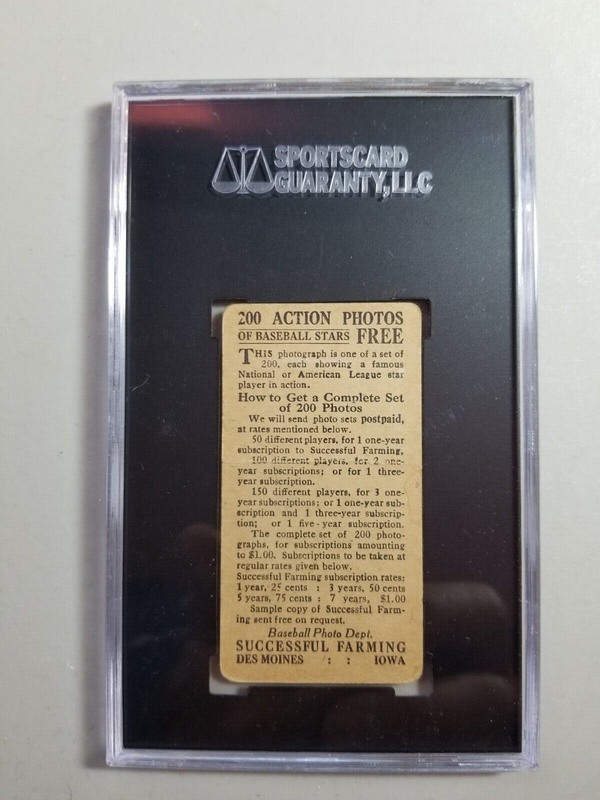 SPORTSCARD
GUARANTY, LLC
200 ACTION PHOTOS
OF BASEBALL STARS FREE
THIS photograph is one of a set of
200, each showing a famous
National or American League star
player in action.
How to Get a Complete Set
of 200 Photos
We will send photo sets postpaid,
at rates mentioned below.
50 different players, for 1 one-year
subscription to Successful Farming.
100 different players, for 2 one-
year subscriptions; or for 1 three-
year subscription.
150 different players, for 3 one-
year subscriptions; or 1 one-year sub-
scription and 1 three-year subscrip-
tion; or 1 five-year subscription.
The complete set of 200 photo-
graphs, for subscriptions amounting
to $1.00. Subscriptions to be taken at
regular rates given below.
Successful Farming subscription rates:
1 year, 25 cents : 3 years, 50 cents
5 years, 75 cents : 7 years, $1.00
Sample copy of Successful Farm-
ing sent free on request.
Baseball Photo Dept.
SUCCESSFUL FARMING
DES MOINES : : IOWA